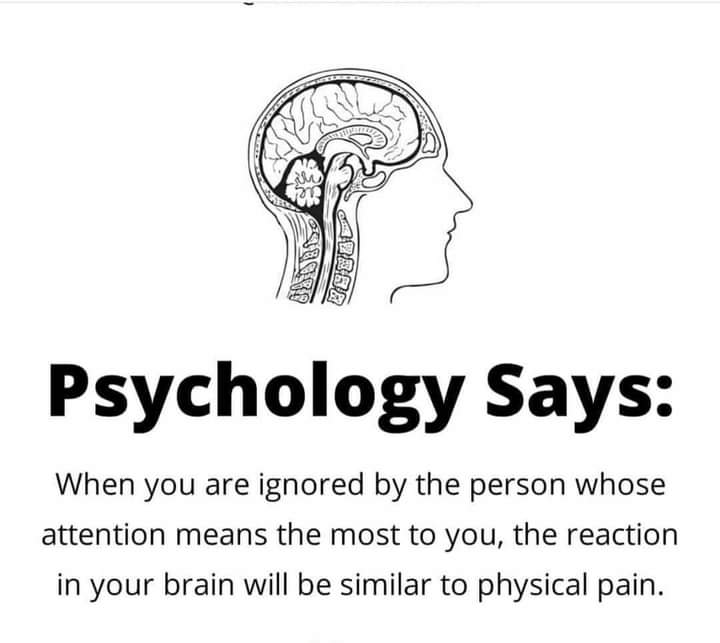 Psychology Says:
When you are ignored by the person whose
attention means the most to you, the reaction
in your brain will be similar to physical pain.